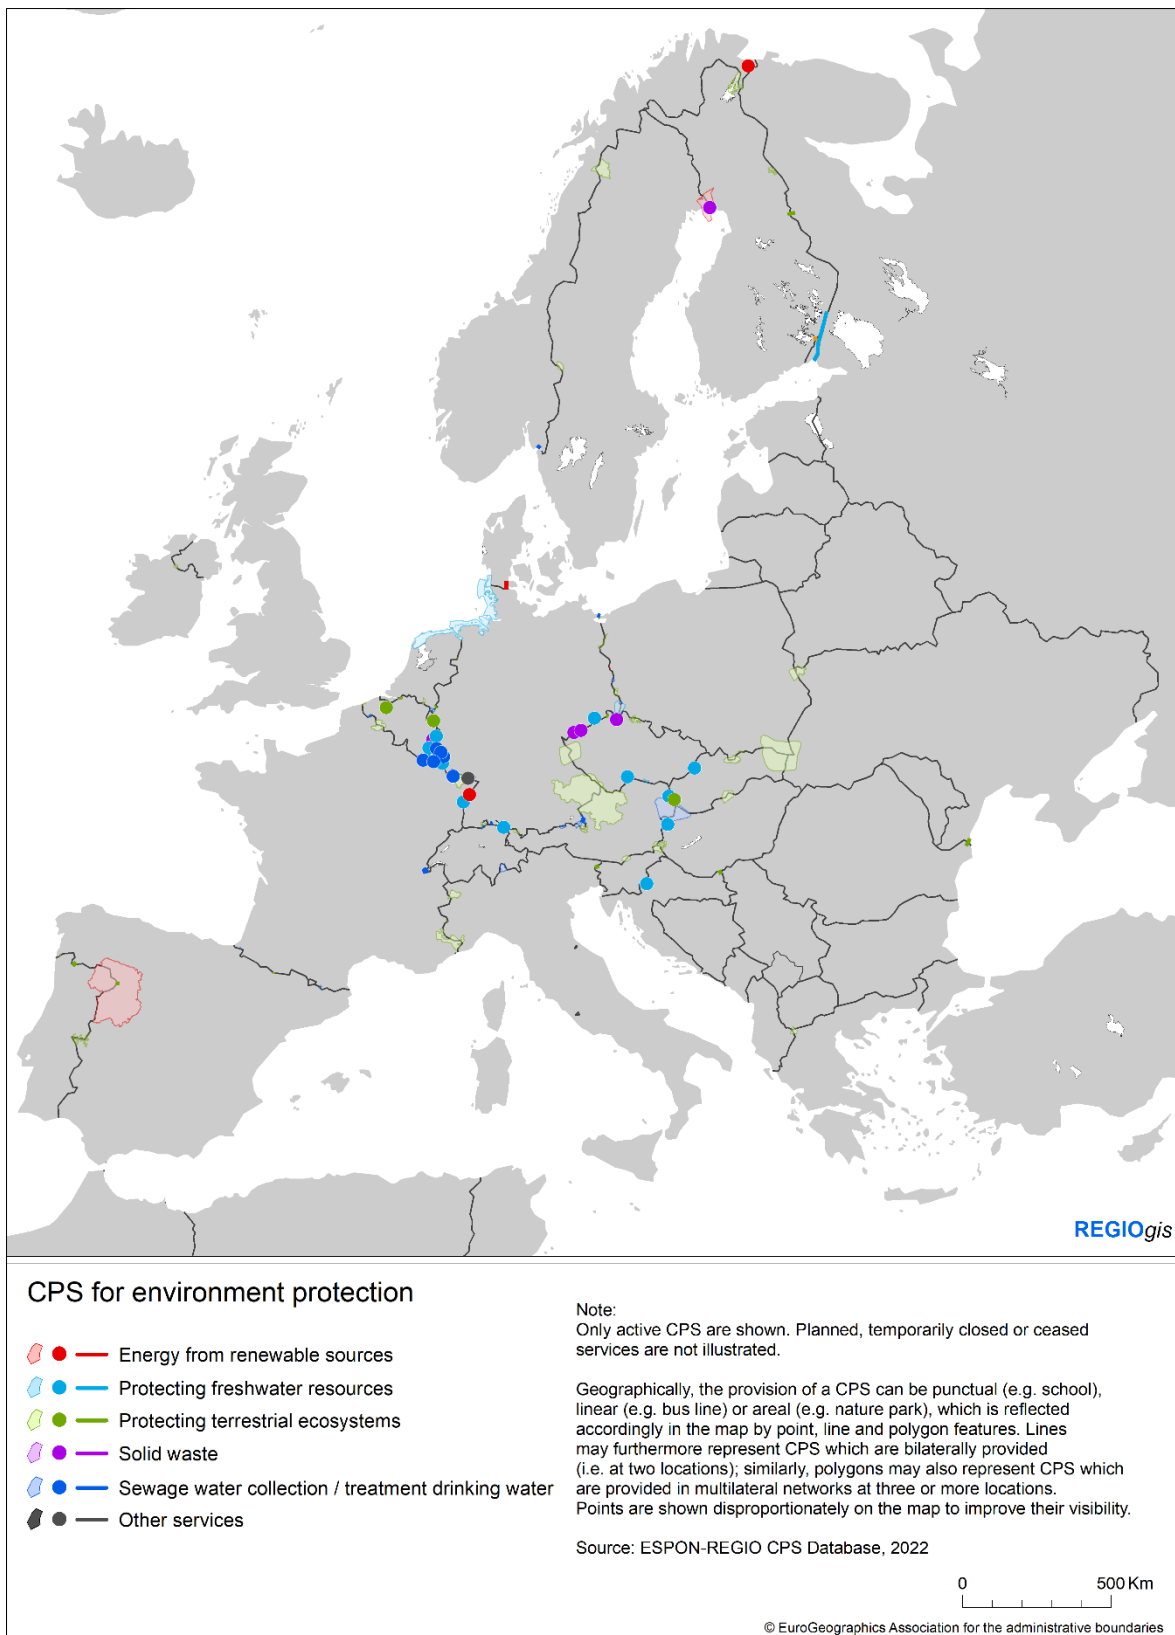 REGIOgis
CPS for environment protection
Energy from renewable sources
Protecting freshwater resources
Protecting terrestrial ecosystems
Solid waste
Sewage water collection / treatment drinking water
Other services
Note:
Only active CPS are shown. Planned, temporarily closed or ceased
services are not illustrated.
Geographically, the provision of a CPS can be punctual (e.g. school),
linear (e.g. bus line) or areal (e.g. nature park), which is reflected
accordingly in the map by point, line and polygon features. Lines
may furthermore represent CPS which are bilaterally provided
(i.e. at two locations); similarly, polygons may also represent CPS which
are provided in multilateral networks at three or more locations.
Points are shown disproportionately on the map to improve their visibility.
Source: ESPON-REGIO CPS Database, 2022
0 500 Km
© EuroGeographics Association for the administrative boundaries